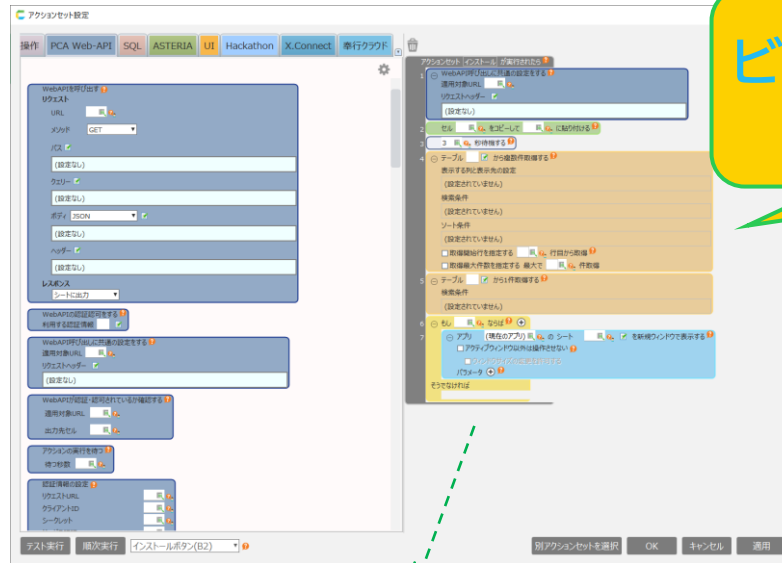 アクションセット設定
操作 PCA Web-API SQL ASTERIA UI Hackathon X.Connect 奉行クラウド
ビ
WebAPIを呼び出す
リクエスト
URL
メソッド GET
パス
(設定なし)
クエリー
(設定なし)
ボディ JSON
(設定なし)
ヘッダー
(設定なし)
レスポンス
シートに出力
WebAPIの認証認可をする
利用する認証情報
WebAPI呼び出しに共通の設定をする
適用対象URL
リクエストヘッダー
(設定なし)
WebAPIが認証・認可されているか確認する
適用対象URL
出力先セル
アクションの実行を待つ
待つ秒数
認証情報の設定
リクエストURL
クライアントID
シークレット
アクションセット インストール が実行されたら
1 WebAPI呼び出しに共通の設定をする
適用対象URL
リクエストヘッダー
(設定なし)
2 セル をコピーして に貼り付ける
3 秒待機する
4 テーブル から複数件取得する
表示する列と表示先の設定
(設定されていません)
検索条件
(設定されていません)
ソート条件
(設定されていません)
取得開始行を指定する 行目から取得
取得最大件数を指定する 最大で 件取得
5 テーブル から1件取得する
検索条件
(設定されていません)
6 もし ならば
7 アプリ (現在のアプリ) の シート を新規ウィンドウで表示する
アクティブウィンドウ以外は操作させない
パラメータ
そうでなければ
テスト実行 順次実行 インストールボタン(B2) 別アクションセットを選択 OK キャンセル 適用